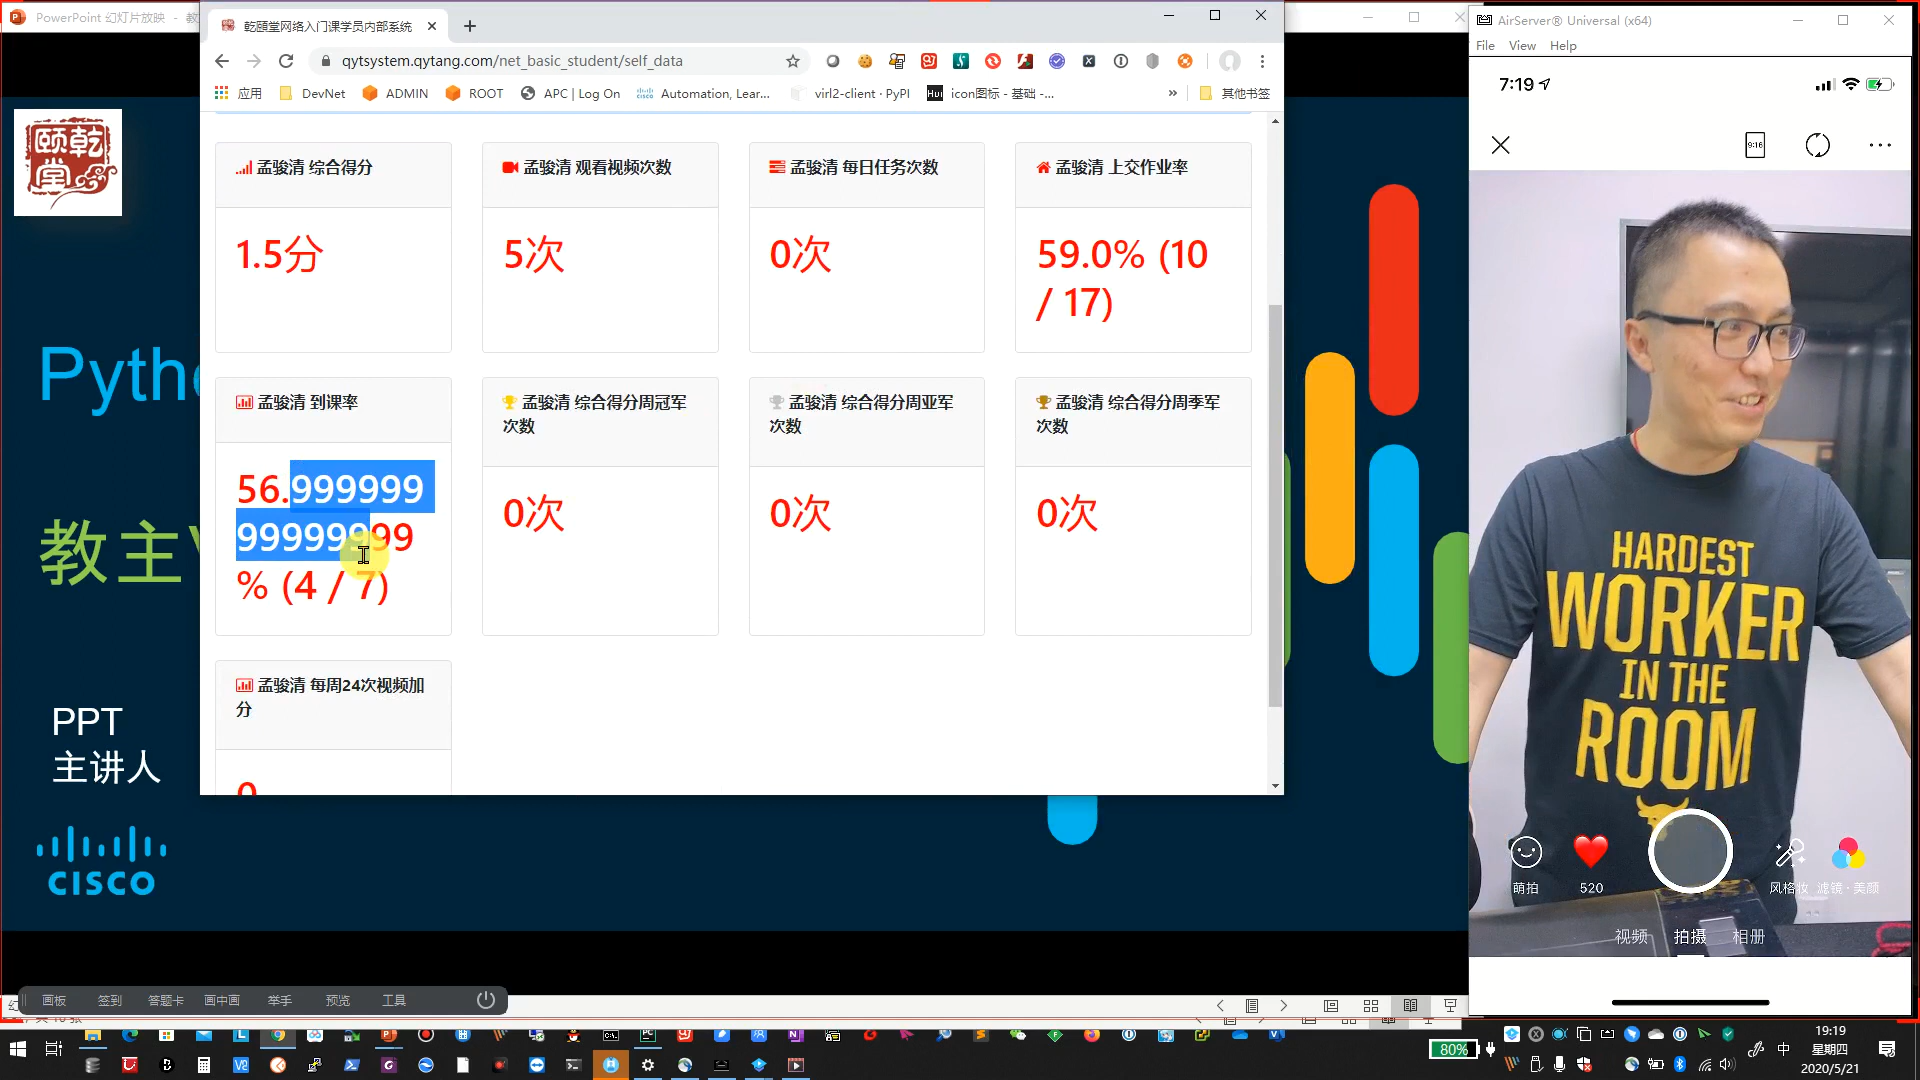 PowerPoint 幻灯片放映 - 教
乾颐堂网络入门课学员内部系统
qytsystem.qytang.com/net_basic_student/self_data
应用 DevNet ADMIN ROOT APC | Log On Automation, Lear... virl2-client · PyPI icon图标 - 基础 -... » 其他书签
颐乾
堂
Pyth
教主
PPT
主讲人
CISCO
孟骏清 综合得分
1.5分
孟骏清 观看视频次数
5次
孟骏清 每日任务次数
0次
孟骏清 上交作业率
59.0% (10
/ 17)
孟骏清 到课率
56.999999
99999999
% (4 / 7)
孟骏清 综合得分周冠军
次数
0次
孟骏清 综合得分周亚军
次数
0次
孟骏清 综合得分周季军
次数
0次
孟骏清 每周24次视频加
分
0
AirServer® Universal (x64)
File View Help
7:19
9:16
HARDEST
WORKER
IN THE
ROOM
萌拍 520 风格妆 滤镜·美颜
视频 拍摄 相册
画板 签到 答题卡 画中画 举手 预览 工具
80%
中
19:19
星期四
2020/5/21